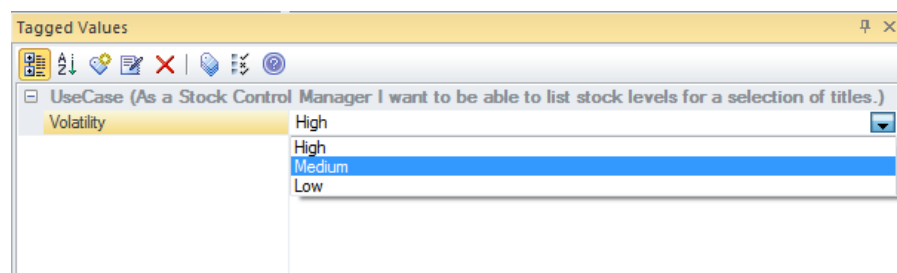 Tagged Values
UseCase (As a Stock Control Manager I want to be able to list stock levels for a selection of titles.)
Volatility High
High
Medium
Low